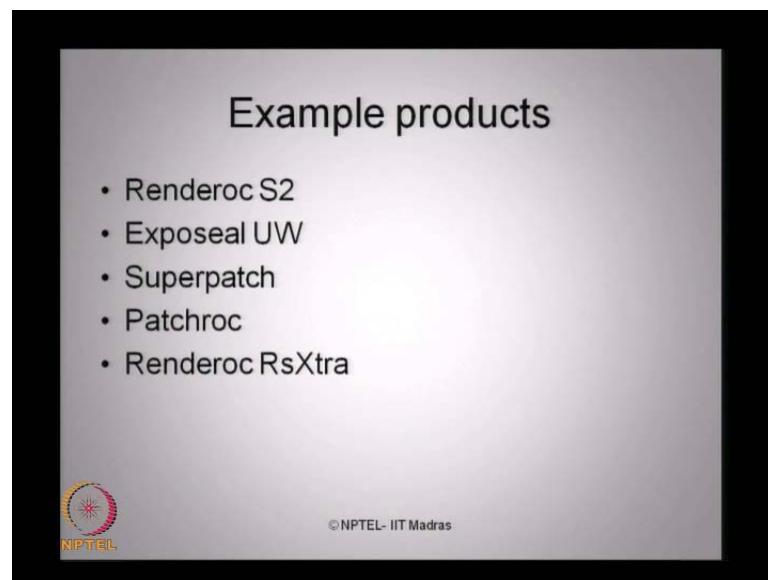 Example products
• Renderoc S2
• Exposeal UW
• Superpatch
• Patchroc
• Renderoc RsXtra
© NPTEL- IIT Madras
NPTEL